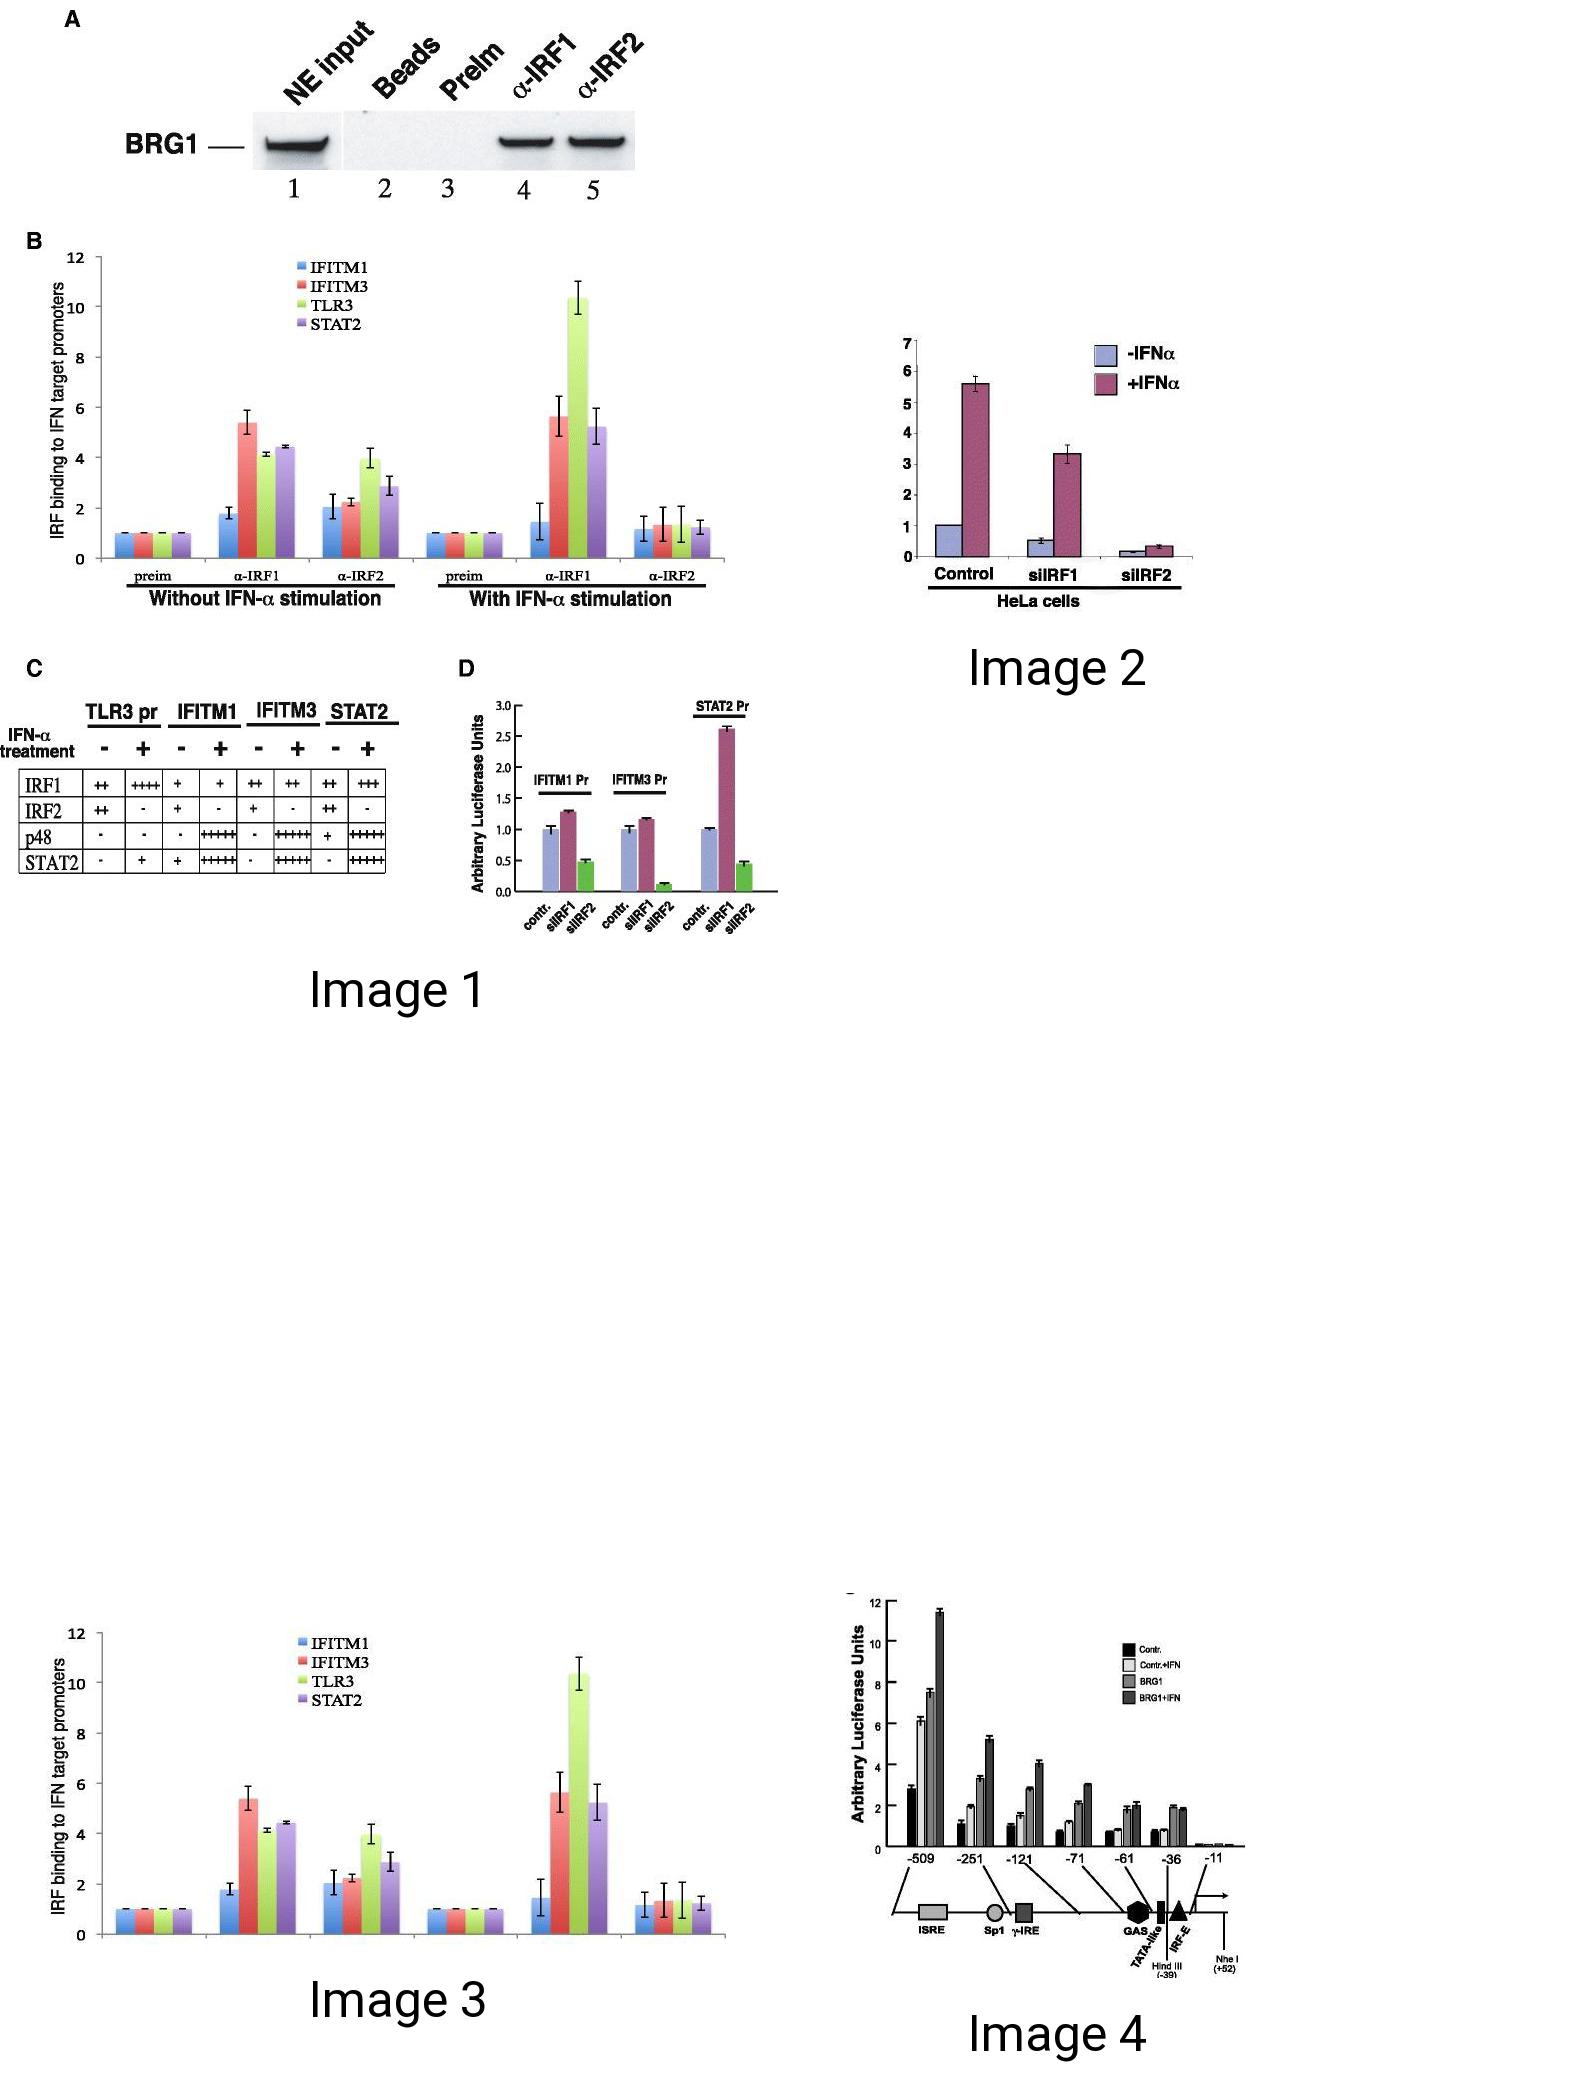 A
NE input
Beads
PreIm
α-IRF1
α-IRF2
BRG1
1 2 3 4 5
B
IRF binding to IFN target promoters
12
10
8
6
4
2
0
IFITM1
IFITM3
TLR3
STAT2
preim α-IRF1 α-IRF2 preim α-IRF1 α-IRF2
Without IFN-α stimulation With IFN-α stimulation
7
6
5
4
3
2
1
0
-IFNα
+IFNα
Control siIRF1 siIRF2
HeLa cells
Image 2
C
TLR3 pr IFITM1 IFITM3 STAT2
IFN-α
treatment - + - + - + - +
IRF1 ++ ++++ + + ++ ++ ++ +++
IRF2 ++ - + - + - ++ -
p48 - - - +++++ - +++++ + +++++
STAT2 - + + +++++ - +++++ - +++++
D
Arbitrary Luciferase Units
3.0
2.5
2.0
1.5
1.0
0.5
0.0
IFITM1 Pr IFITM3 Pr STAT2 Pr
contr. siIRF1 siIRF2 contr. siIRF1 siIRF2 contr. siIRF1 siIRF2
Image 1
IRF binding to IFN target promoters
12
10
8
6
4
2
0
IFITM1
IFITM3
TLR3
STAT2
Image 3
Arbitrary Luciferase Units
12
10
8
6
4
2
0
Contr.
Contr.+IFN
BRG1
BRG1+IFN
-509 -251 -121 -71 -61 -36 -11
ISRE Sp1 γ-IRE GAS TATA-like IRF-E
Hind III
(-39)
Nhe I
(+52)
Image 4